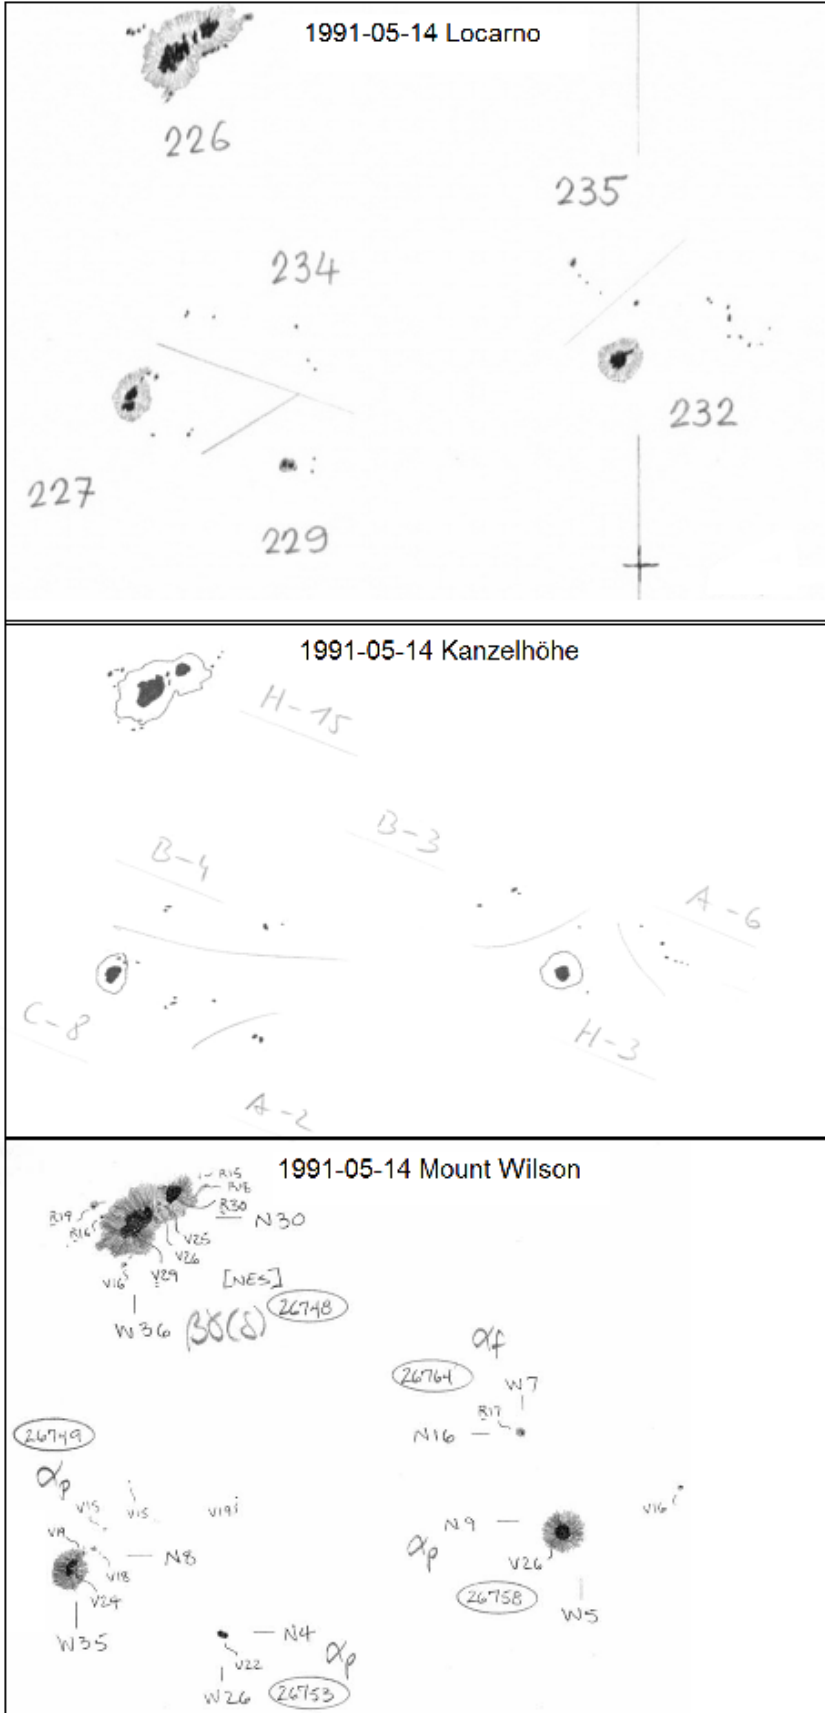 1991-05-14 Locarno
226
235
234
232
227
229
1991-05-14 Kanzelhöhe
H-15
B-3
B-4
A-6
C-8
H-3
A-2
1991-05-14 Mount Wilson
R15
R18
R19
R30
R16
N30
V25
V26
V16
V29
[NES]
26748
W36 βδ(δ)
αf
26764
W7
R17
N16
26749
αp
V15
V15
V19
V16
N9
V19
N8
αp
V18
V26
V24
26758
W5
W35
N4
V22
αp
W26
26753